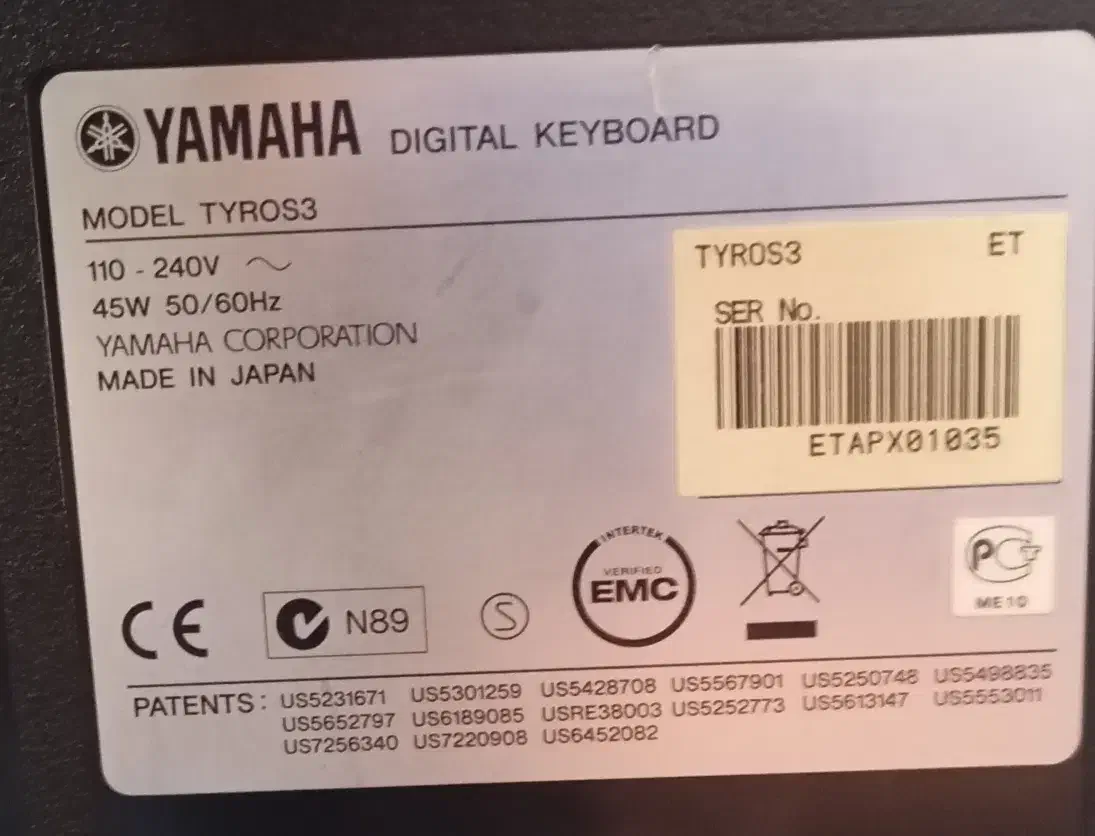 YAMAHA DIGITAL KEYBOARD
MODEL TYROS3
110 - 240V ~
45W 50/60Hz
YAMAHA CORPORATION
MADE IN JAPAN
TYROS3 ET
SER No.
ETAPX01035
CE
N89
S
INTERTEK
VERIFIED
EMC
PCT
ME10
PATENTS: US5231671 US5301259 US5428708 US5567901 US5250748 US5498835
US5652797 US6189085 USRE38003 US5252773 US5613147 US5553011
US7256340 US7220908 US6452082